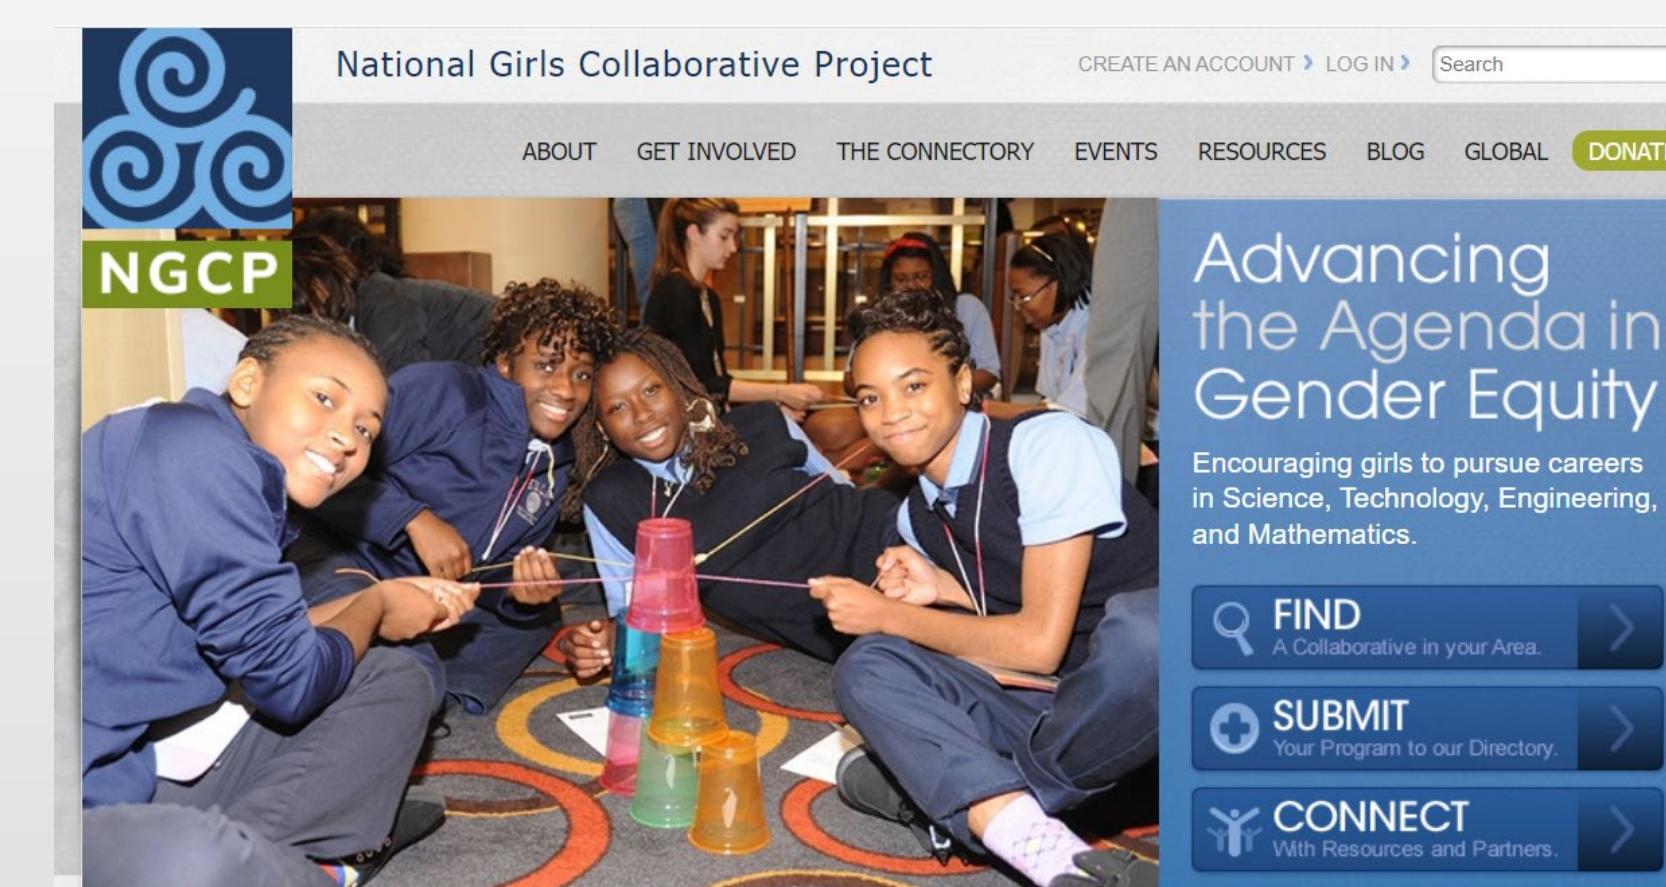 National Girls Collaborative Project
CREATE AN ACCOUNT
LOG IN
Search
ABOUT
GET INVOLVED
THE CONNECTORY
EVENTS
RESOURCES
BLOG
GLOBAL
NGCP
Advancing
the Agenda in
Gender Equity
Encouraging girls to pursue careers
in Science, Technology, Engineering,
and Mathematics.
FIND
A Collaborative in your Area.
SUBMIT
Your Program to our Directory.
CONNECT
With Resources and Partners.